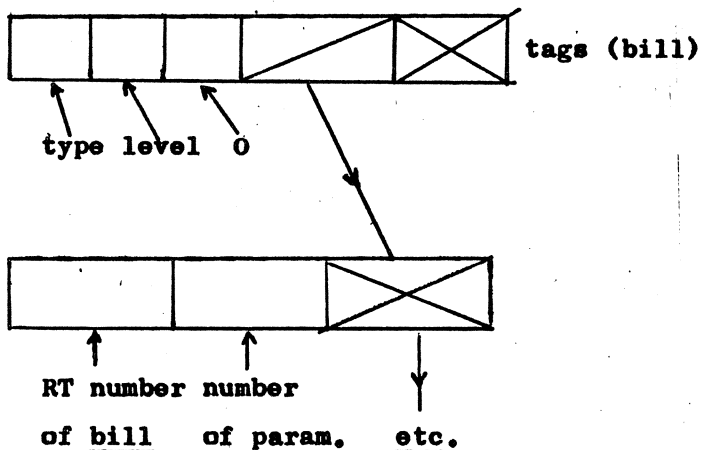 tags (bill)
type level 0
RT number number
of bill of param. etc.